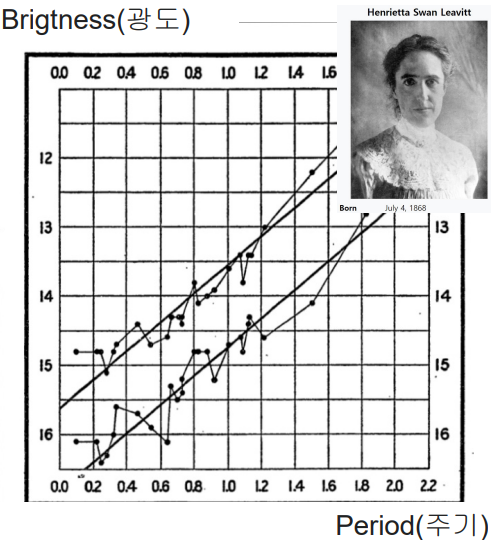 Brigtness(광도)
Henrietta Swan Leavitt
0.0 0.2 0.4 0.6 0.8 1.0 1.2 1.4 1.6
12
Born July 4, 1868
13 13
14 14
15 15
16 16
0.0 0.2 0.4 0.6 0.8 1.0 1.2 1.4 1.6 1.8 2.0 2.2
Period(주기)